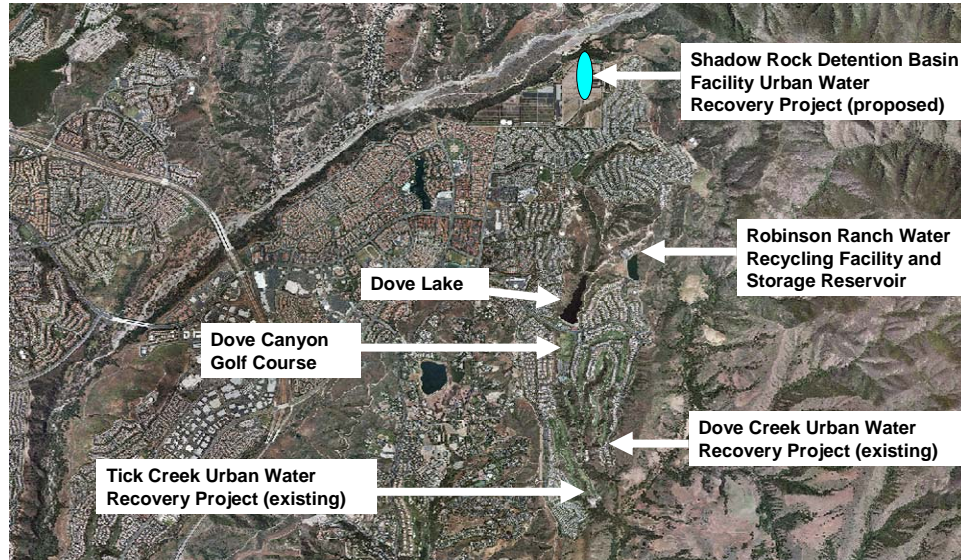 Shadow Rock Detention Basin
Facility Urban Water
Recovery Project (proposed)
Robinson Ranch Water
Recycling Facility and
Storage Reservoir
Dove Lake
Dove Canyon
Golf Course
Dove Creek Urban Water
Recovery Project (existing)
Tick Creek Urban Water
Recovery Project (existing)